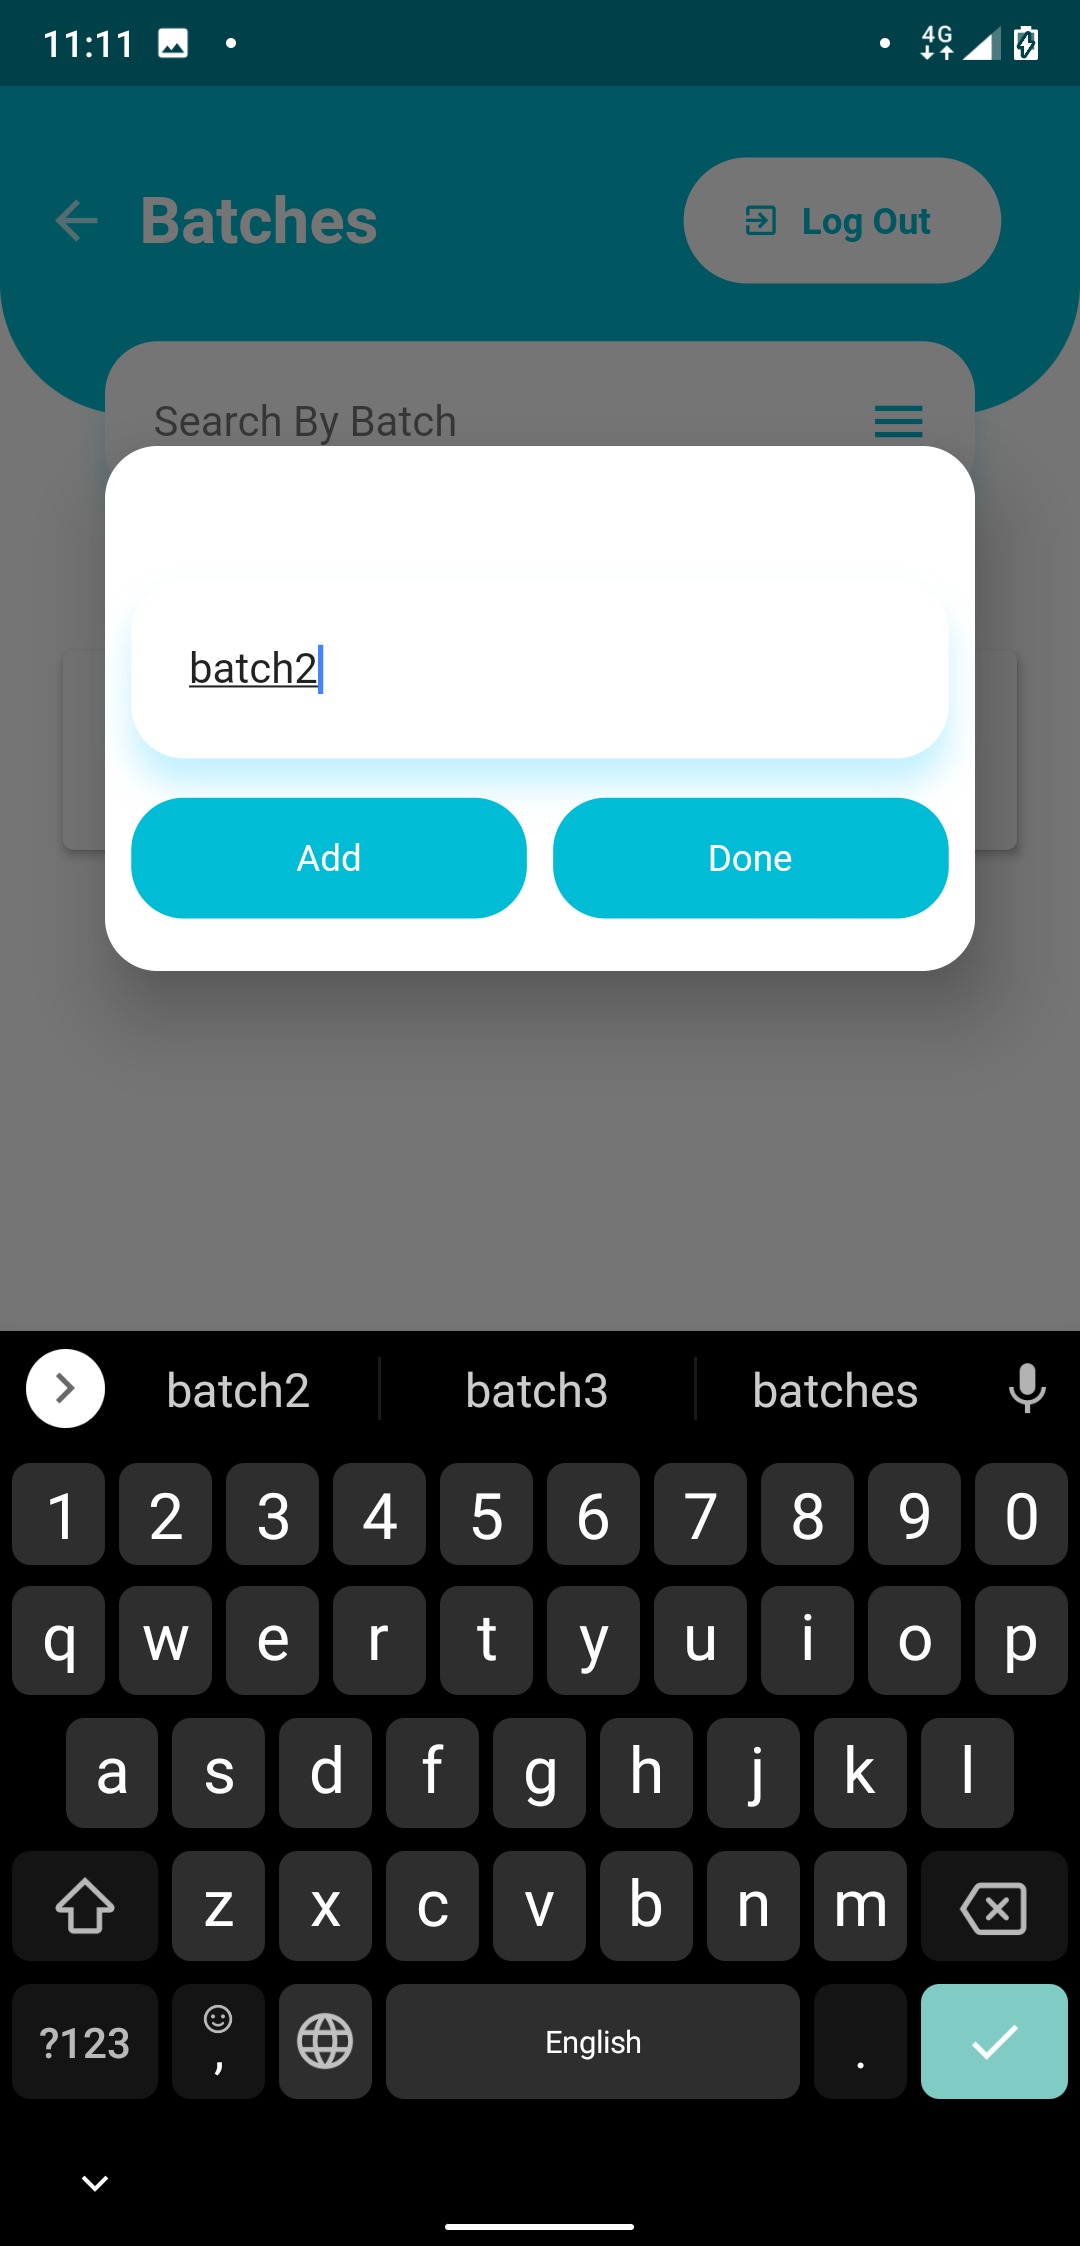 11:11
4G
Batches
Log Out
Search By Batch
batch2
Add Done
batch2 batch3 batches
1 2 3 4 5 6 7 8 9 0
q w e r t y u i o p
a s d f g h j k l
z x c v b n m
?123 , English .